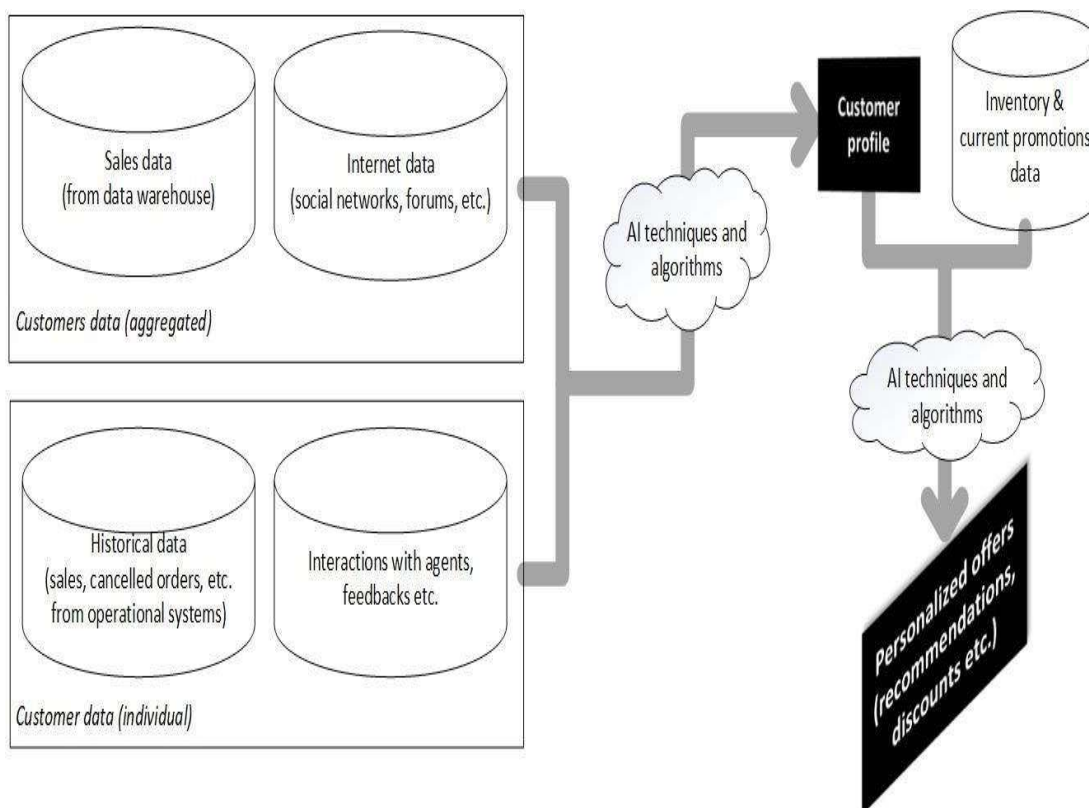 Sales data
(from data warehouse)
Internet data
(social networks, forums, etc.)
Customers data (aggregated)
Historical data
(sales, cancelled orders, etc.
from operational systems)
Interactions with agents,
feedbacks etc.
Customer data (individual)
AI techniques and
algorithms
Customer
profile
Inventory &
current promotions
data
AI techniques and
algorithms
Personalized offers
(recommendations,
discounts etc.)